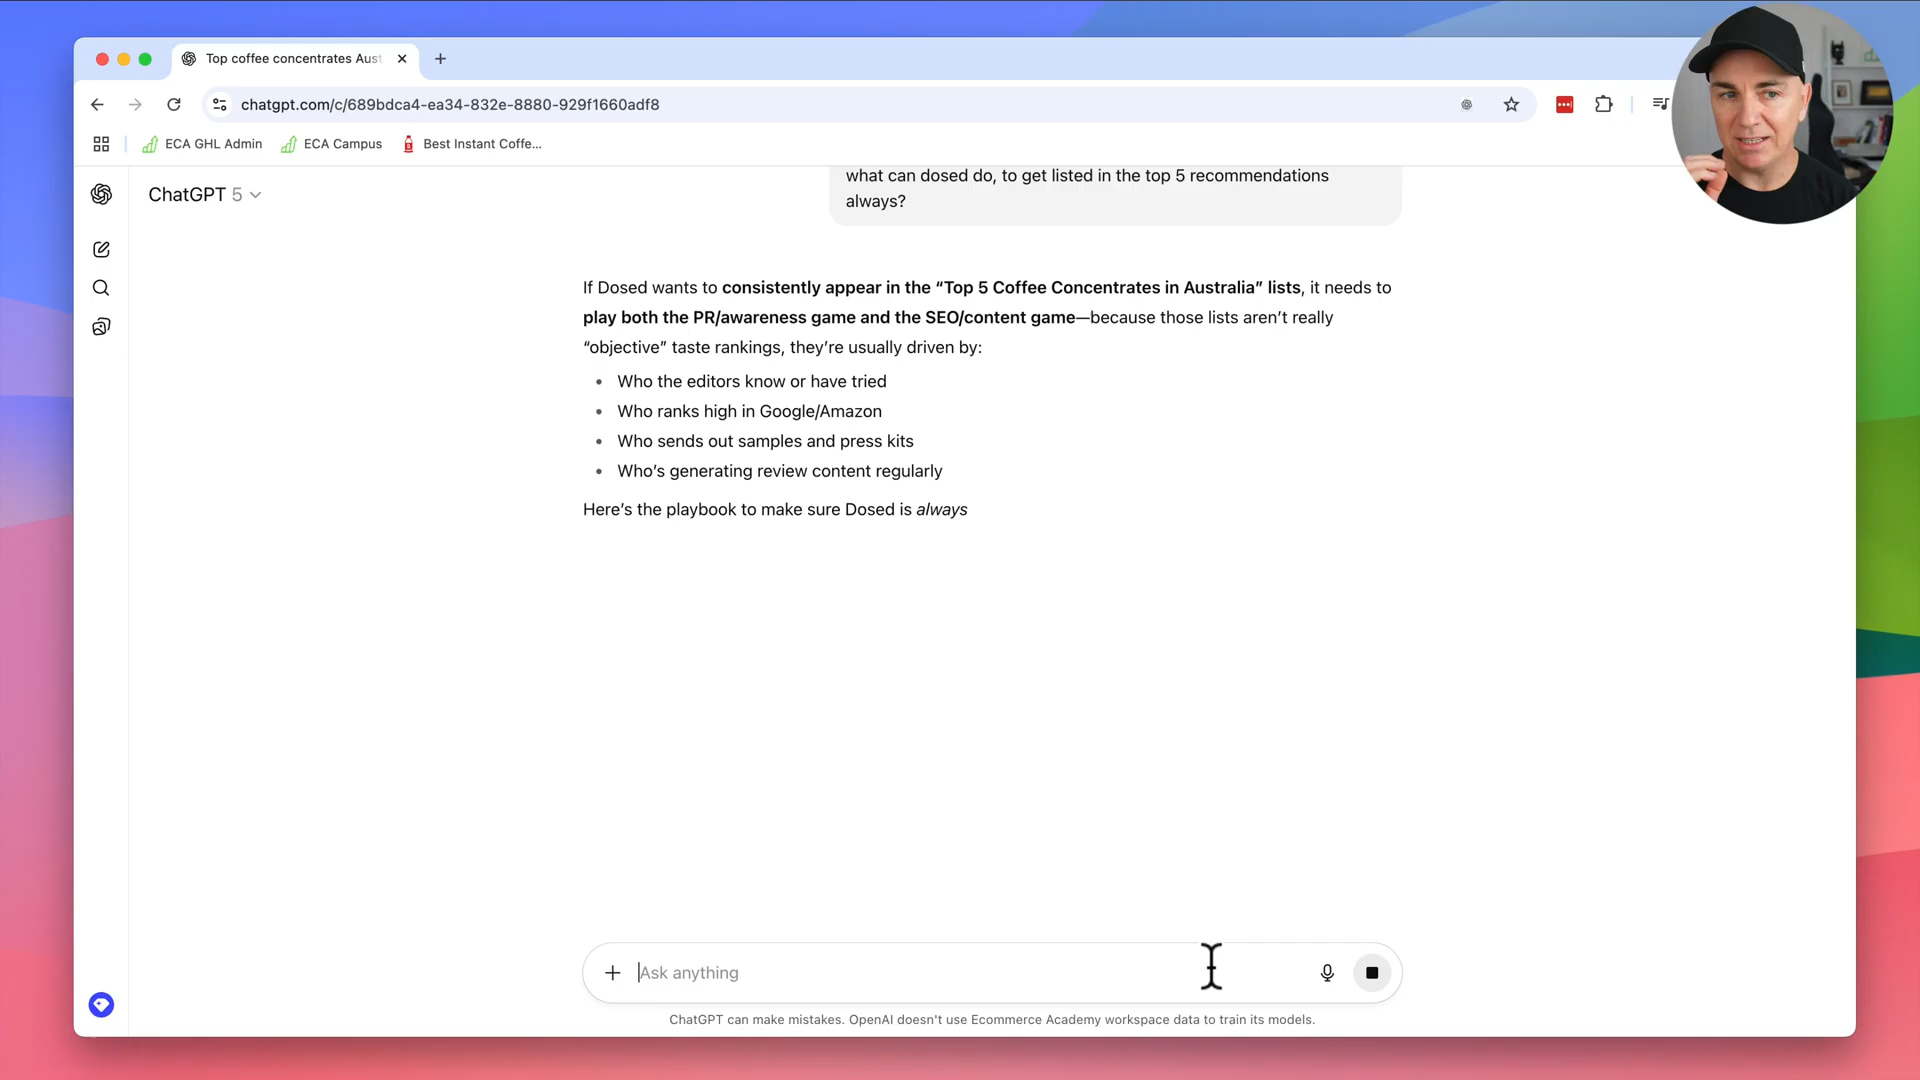 Top coffee concentrates Aust
chatgpt.com/c/689bdca4-ea34-832e-8880-929f1660adf8
ECA GHL Admin
ECA Campus
Best Instant Coffe...
ChatGPT 5
what can dosed do, to get listed in the top 5 recommendations
always?
If Dosed wants to consistently appear in the “Top 5 Coffee Concentrates in Australia” lists, it needs to
play both the PR/awareness game and the SEO/content game—because those lists aren’t really
“objective” taste rankings, they’re usually driven by:
• Who the editors know or have tried
• Who ranks high in Google/Amazon
• Who sends out samples and press kits
• Who’s generating review content regularly
Here’s the playbook to make sure Dosed is always
Ask anything
ChatGPT can make mistakes. OpenAI doesn't use Ecommerce Academy workspace data to train its models.